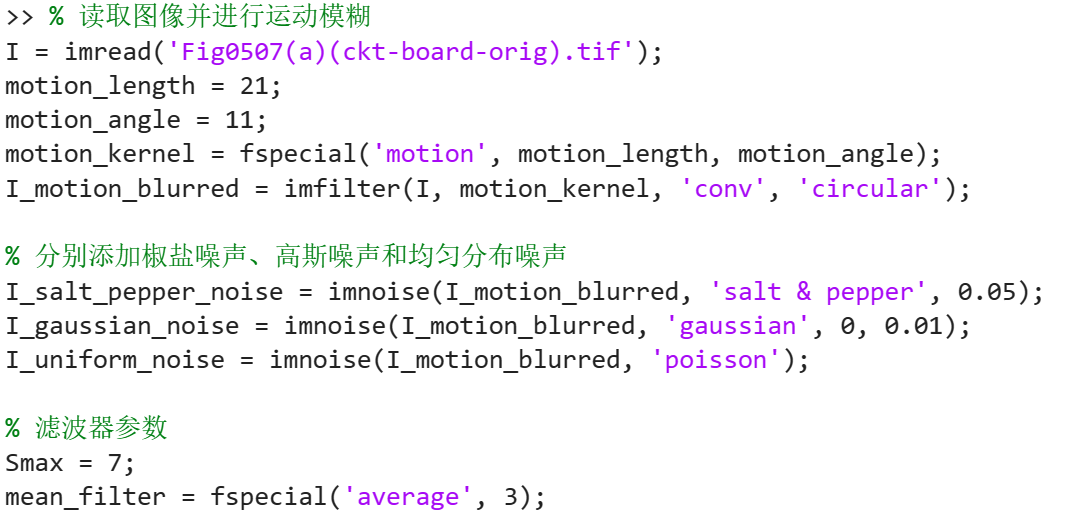 >> % 读取图像并进行运动模糊
I = imread('Fig0507(a)(ckt-board-orig).tif');
motion_length = 21;
motion_angle = 11;
motion_kernel = fspecial('motion', motion_length, motion_angle);
I_motion_blurred = imfilter(I, motion_kernel, 'conv', 'circular');
% 分别添加椒盐噪声、高斯噪声和均匀分布噪声
I_salt_pepper_noise = imnoise(I_motion_blurred, 'salt & pepper', 0.05);
I_gaussian_noise = imnoise(I_motion_blurred, 'gaussian', 0, 0.01);
I_uniform_noise = imnoise(I_motion_blurred, 'poisson');
% 滤波器参数
Smax = 7;
mean_filter = fspecial('average', 3);